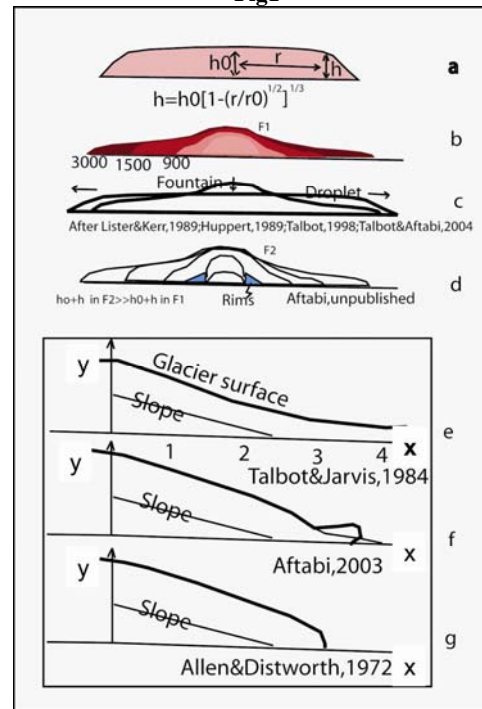 Fig1
h0 r h a
h=h0[1-(r/r0)^1/2]^1/3
F1
b
3000 1500 900
Fountain Droplet
c
After Lister&Kerr,1989;Huppert,1989;Talbot,1998;Talbot&Aftabi,2004
F2
d
ho+h in F2>>h0+h in F1 Rims Aftabi,unpublished
y Glacier surface
Slope
e
1 2 3 4 x
Talbot&Jarvis,1984
y
Slope
f
x
Aftabi,2003
y
Slope
g
Allen&Distworth,1972 x